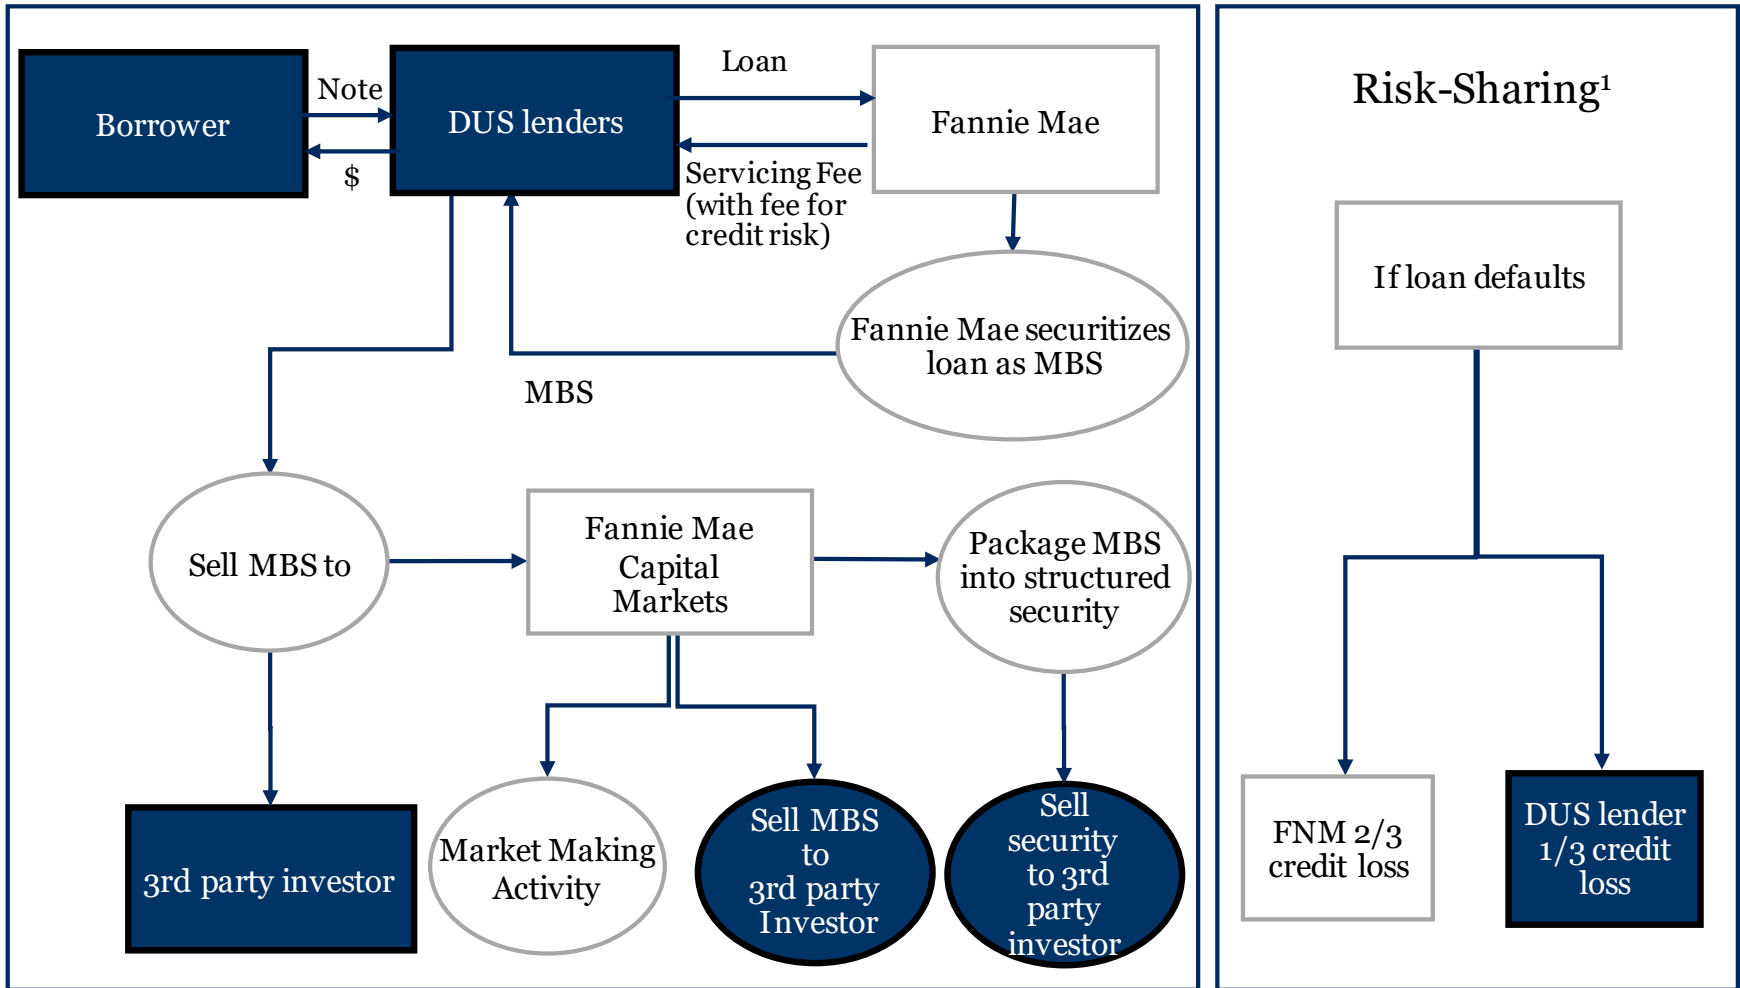 Borrower
Note
$
DUS lenders
Loan
Servicing Fee
(with fee for
credit risk)
Fannie Mae
Fannie Mae securitizes
loan as MBS
MBS
Sell MBS to
Fannie Mae
Capital
Markets
Package MBS
into structured
security
3rd party investor
Market Making
Activity
Sell MBS
to
3rd party
Investor
Sell
security
to 3rd
party
investor
Risk-Sharing¹
If loan defaults
FNM 2/3
credit loss
DUS lender
1/3 credit
loss